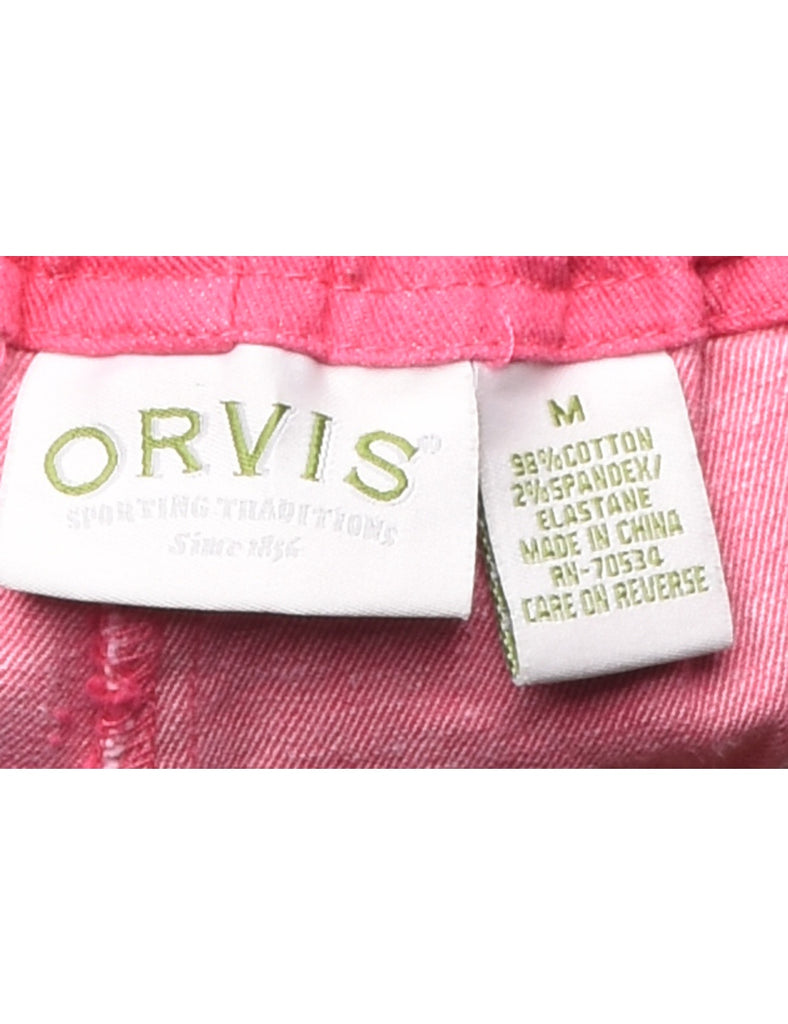 ORVIS
SPORTING TRADITIONS
Since 1856
M
98%COTTON
2%SPANDEX/
ELASTANE
MADE IN CHINA
RN-70534
CARE ON REVERSE